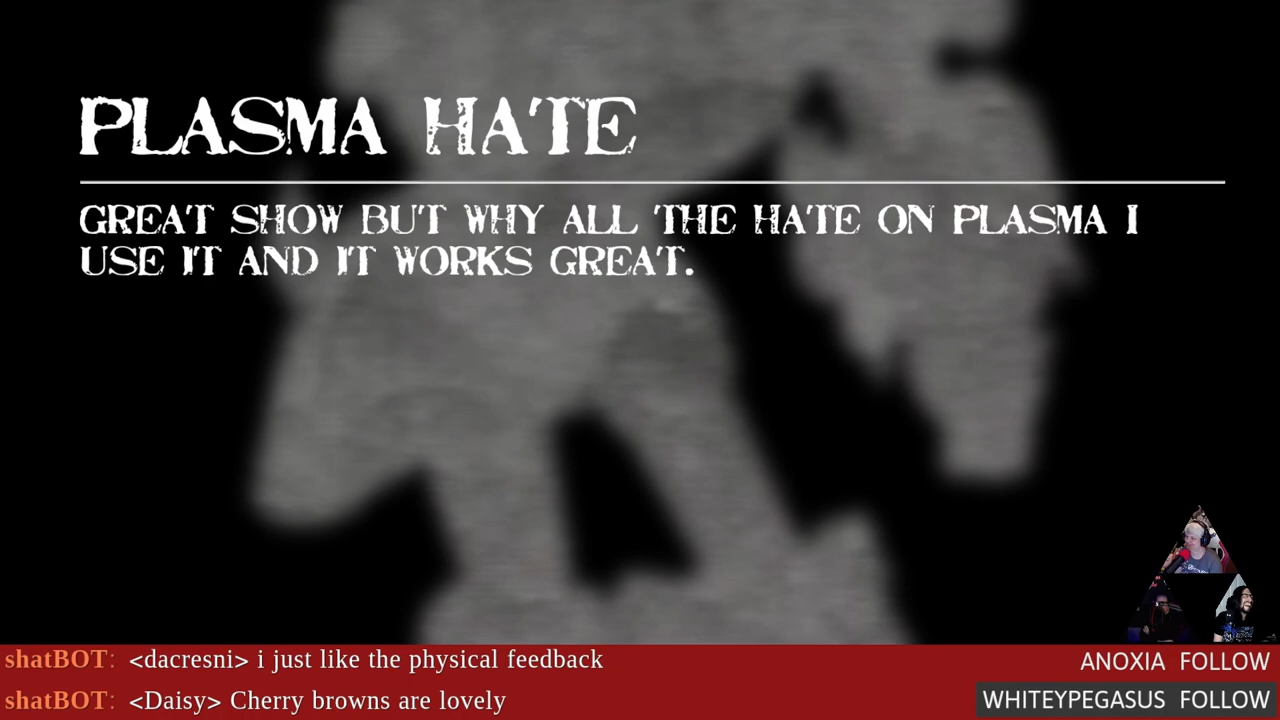 PLASMA HATE
GREAT SHOW BUT WHY ALL THE HATE ON PLASMA I
USE IT AND IT WORKS GREAT.
shatBOT: <dacresni> i just like the physical feedback
ANOXIA FOLLOW
shatBOT: <Daisy> Cherry browns are lovely
WHITEYPEGASUS FOLLOW